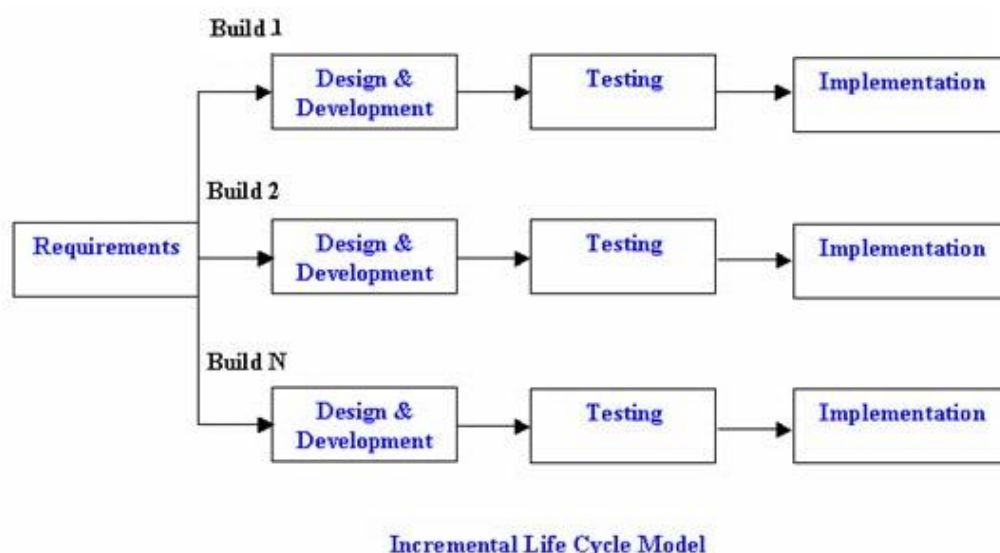 Build 1
Design &
Development
Testing
Implementation
Build 2
Requirements
Design &
Development
Testing
Implementation
Build N
Design &
Development
Testing
Implementation
Incremental Life Cycle Model